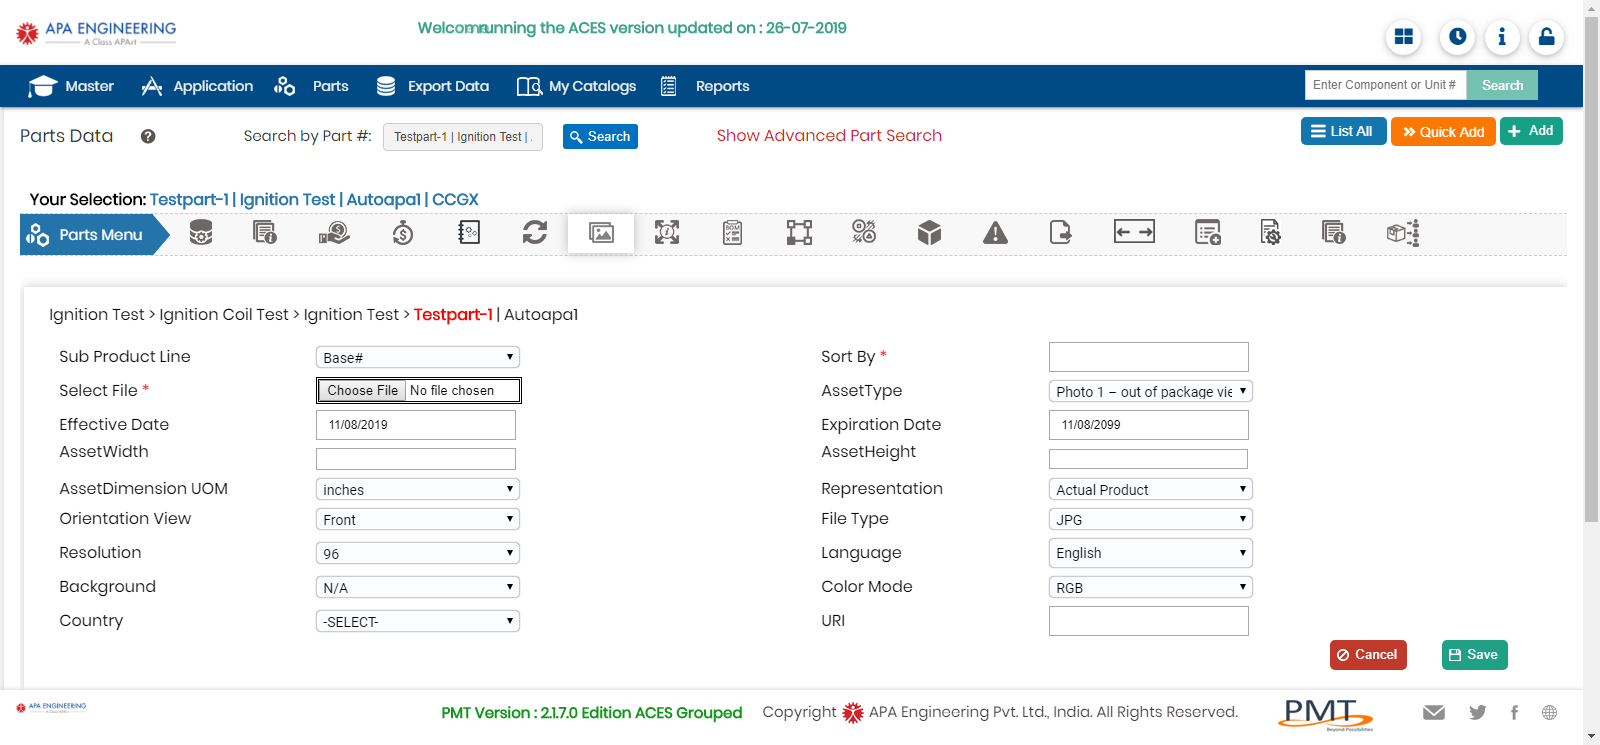 APA ENGINEERING
A Class APArt
running the ACES version updated on : 26-07-2019
Master Application Parts Export Data My Catalogs Reports
Enter Component or Unit # Search
Parts Data ? Search by Part #: Testpart-1 | Ignition Test | . Search Show Advanced Part Search List All Quick Add Add
Your Selection: Testpart-1 | Ignition Test | Autoapa1 | CCGX
Parts Menu
Ignition Test > Ignition Coil Test > Ignition Test > Testpart-1 | Autoapa1
Sub Product Line Base# Sort By *
Select File * Choose File No file chosen AssetType Photo 1 – out of package vie
Effective Date 11/08/2019 Expiration Date 11/08/2099
AssetWidth AssetHeight
AssetDimension UOM inches Representation Actual Product
Orientation View Front File Type JPG
Resolution 96 Language English
Background N/A Color Mode RGB
Country -SELECT- URI
Cancel Save
APA ENGINEERING
PMT Version : 2.1.7.0 Edition ACES Grouped Copyright APA Engineering Pvt. Ltd., India. All Rights Reserved.
PMT
Beyond Possibilities